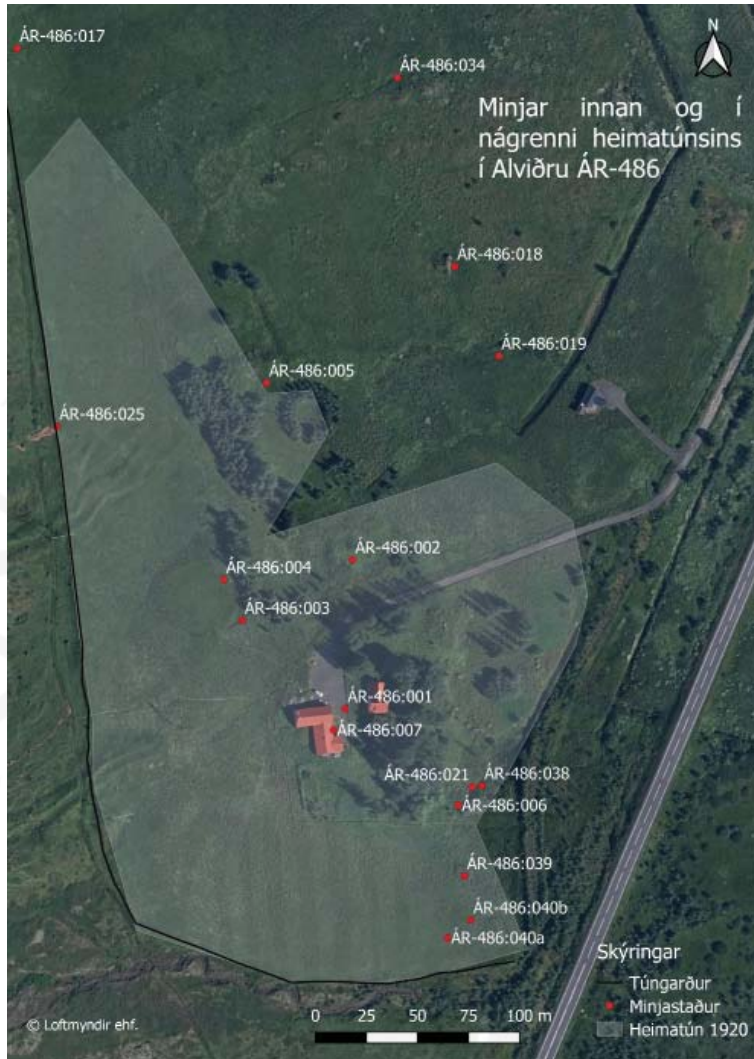 ÁR-486:017
ÁR-486:034
N
Minjar innan og í
nágrenni heimatúnsins
í Alviðru ÁR-486
ÁR-486:018
ÁR-486:019
ÁR-486:005
ÁR-486:025
ÁR-486:002
ÁR-486:004
ÁR-486:003
ÁR-486:001
ÁR-486:007
ÁR-486:021
ÁR-486:038
ÁR-486:006
ÁR-486:039
ÁR-486:040b
ÁR-486:040a
Skýringar
Túngarður
Minjastaður
Heimatún 1920
© Loftmyndir ehf.
0 25 50 75 100 m